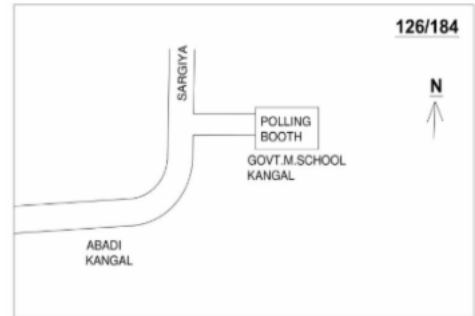 126/184
N
SARGIYA
POLLING
BOOTH
GOVT.M.SCHOOL
KANGAL
ABADI
KANGAL